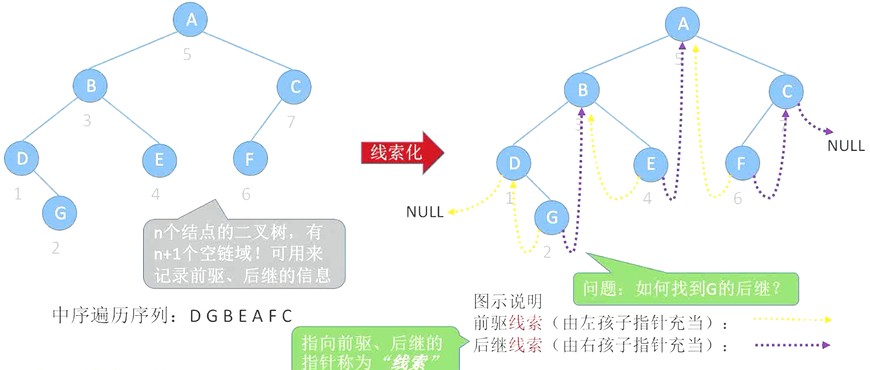 A
5
B
3
C
7
D
1
E
4
F
6
G
2
n个结点的二叉树，有
n+1个空链域！可用来
记录前驱、后继的信息
中序遍历序列：D G B E A F C
线索化
A
5
B
3
C
7
NULL
D
1
E
4
F
6
NULL
G
2
问题：如何找到G的后继？
图示说明
前驱线索（由左孩子指针充当）：
后继线索（由右孩子指针充当）：
指向前驱、后继的
指针称为“线索”